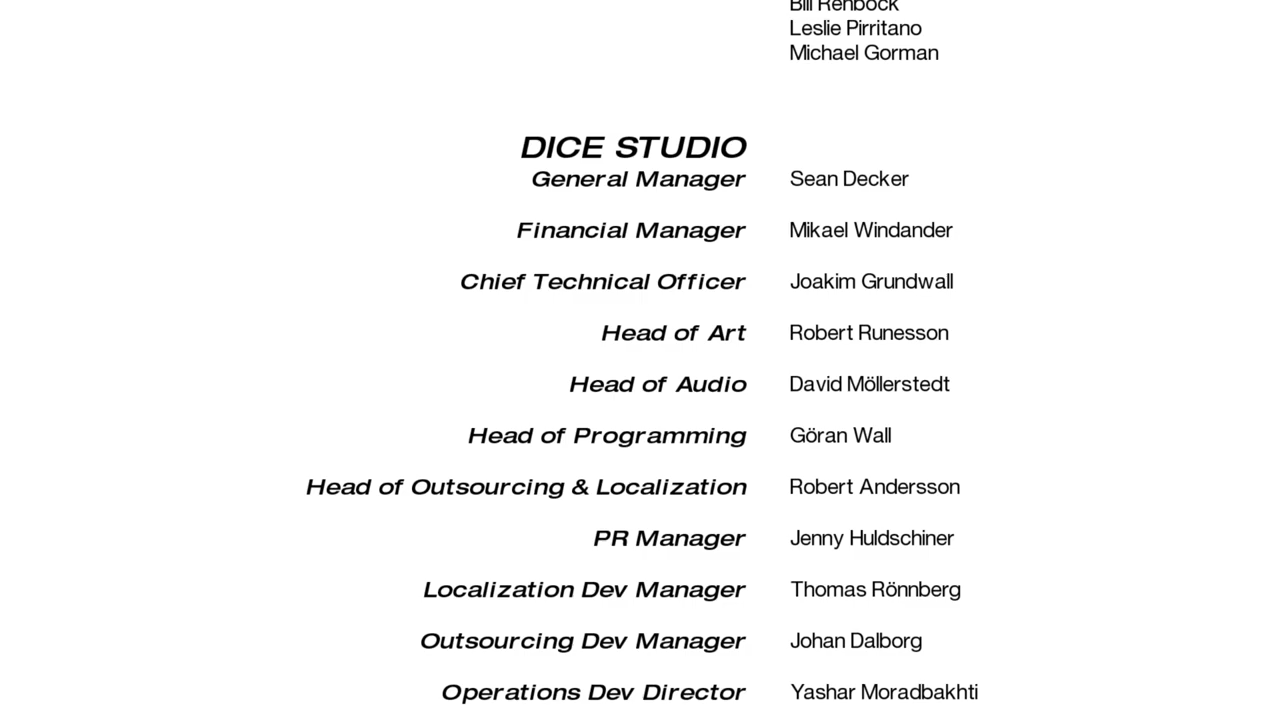 Bill Rehbock
Leslie Pirritano
Michael Gorman
DICE STUDIO
General Manager Sean Decker
Financial Manager Mikael Windander
Chief Technical Officer Joakim Grundwall
Head of Art Robert Runesson
Head of Audio David Möllerstedt
Head of Programming Göran Wall
Head of Outsourcing & Localization Robert Andersson
PR Manager Jenny Huldschiner
Localization Dev Manager Thomas Rönnberg
Outsourcing Dev Manager Johan Dalborg
Operations Dev Director Yashar Moradbakhti